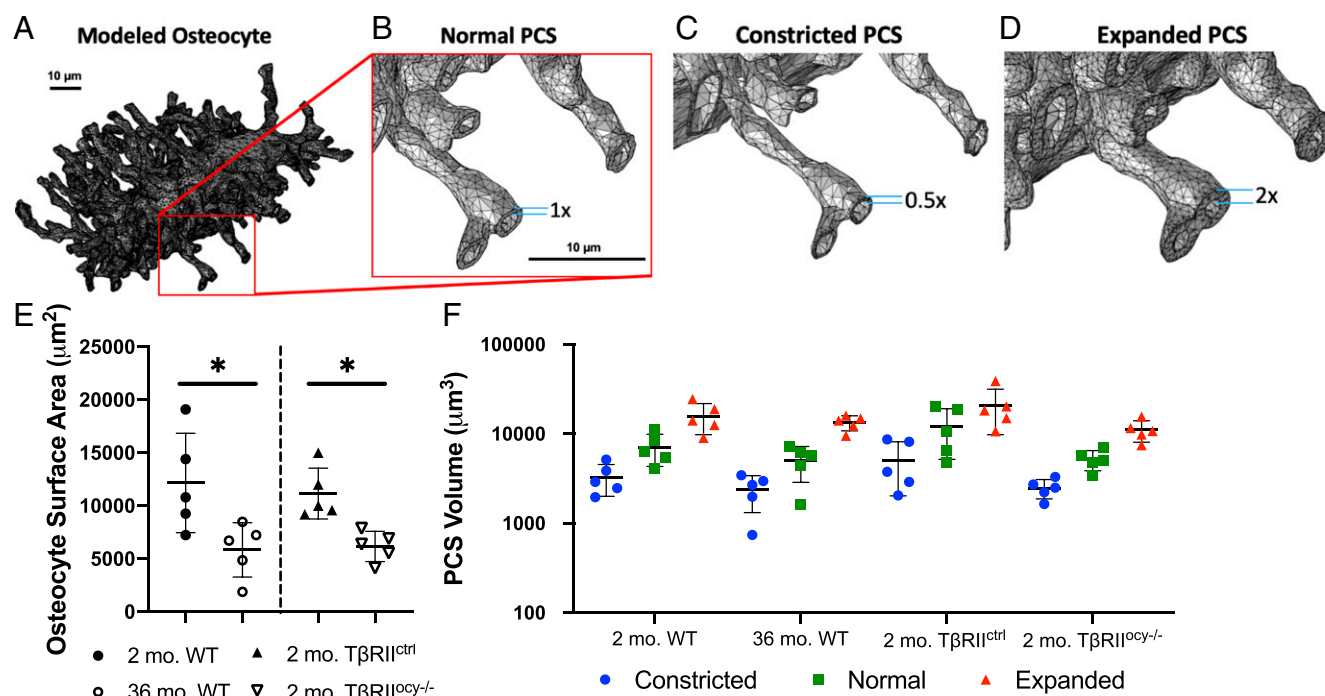 A
Modeled Osteocyte
10 μm
B
Normal PCS
1x
10 μm
C
Constricted PCS
0.5x
D
Expanded PCS
2x
E
Osteocyte Surface Area (μm²)
25000
20000
15000
10000
5000
0
*
*
2 mo. WT
2 mo. TβRIIᶜᵗʳˡ
36 mo. WT
2 mo. TβRIIᵒᶜʸ⁻/⁻
F
PCS Volume (μm³)
100000
10000
1000
100
2 mo. WT
36 mo. WT
2 mo. TβRIIᶜᵗʳˡ
2 mo. TβRIIᵒᶜʸ⁻/⁻
Constricted
Normal
Expanded